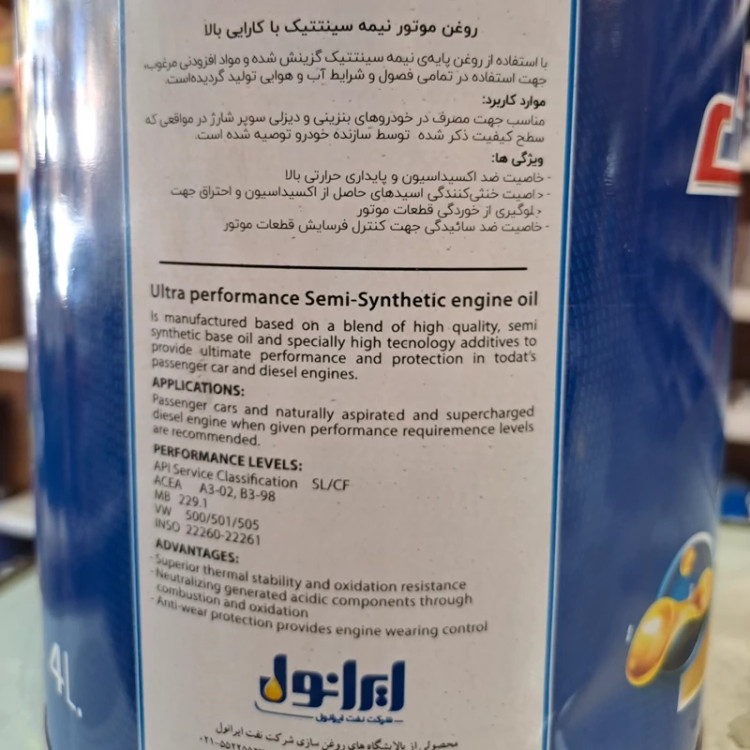 روغن موتور نیمه سینتتیک با کارایی بالا
با استفاده از روغن پایه‌ی نیمه سینتتیک گزینش شده و مواد افزودنی مرغوب،
جهت استفاده در تمامی فصول و شرایط آب و هوایی تولید گردیده‌است.
موارد کاربرد:
مناسب جهت مصرف در خودروهای بنزینی و دیزلی سوپر شارژ در مواقعی که
سطح کیفیت ذکر شده توسط سازنده خودرو توصیه شده است.
ویژگی ها:
- خاصیت ضد اکسیداسیون و پایداری حرارتی بالا
- خاصیت خنثی‌کنندگی اسیدهای حاصل از اکسیداسیون و احتراق جهت
جلوگیری از خوردگی قطعات موتور
- خاصیت ضد سائیدگی جهت کنترل فرسایش قطعات موتور
Ultra performance Semi-Synthetic engine oil
Is manufactured based on a blend of high quality, semi
synthetic base oil and specially high tecnology additives to
provide ultimate performance and protection in todat's
passenger car and diesel engines.
APPLICATIONS:
Passenger cars and naturally aspirated and supercharged
diesel engine when given performance requiremence levels
are recommended.
PERFORMANCE LEVELS:
API Service Classification SL/CF
ACEA A3-02, B3-98
MB 229.1
VW 500/501/505
INSO 22260-22261
ADVANTAGES:
- Superior thermal stability and oxidation resistance
- Neutralizing generated acidic components through
combustion and oxidation
- Anti-wear protection provides engine wearing control
4L.
ایرانول
شرکت نفت ایرانول
محصولی از پالایشگاه های روغن سازی شرکت نفت ایرانول